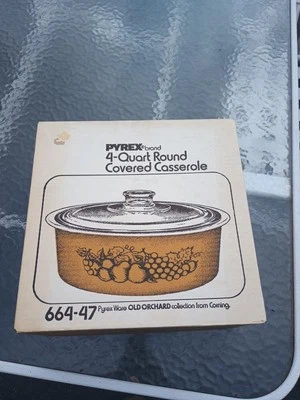 PYREX® brand
4-Quart Round
Covered Casserole
664-47 Pyrex Ware OLD ORCHARD collection from Corning.